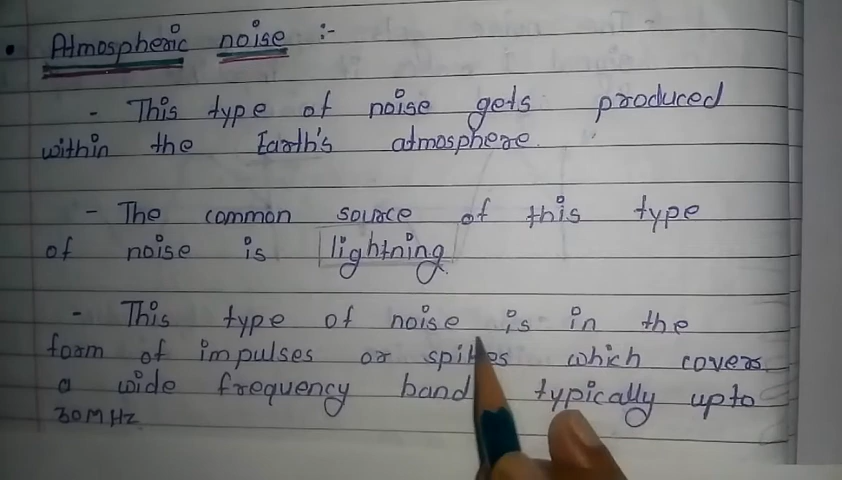 • Atmospheric noise :-
- This type of noise gets produced
within the Earth's atmosphere.
- The common source of this type
of noise is lightning
- This type of noise is in the
form of impulses or spikes which covers
a wide frequency band typically upto
30MHz.